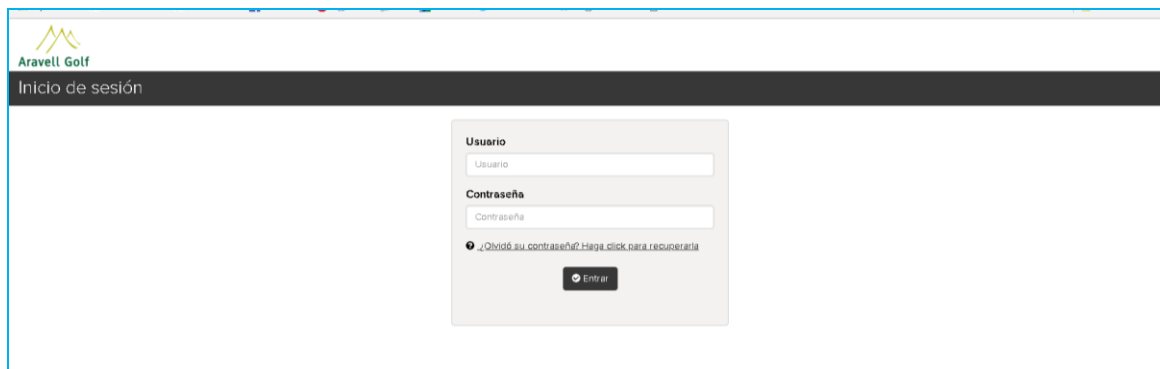 Aravell Golf
Inicio de sesión
Usuario
Usuario
Contraseña
Contraseña
¿Olvidó su contraseña? Haga click para recuperarla
Entrar